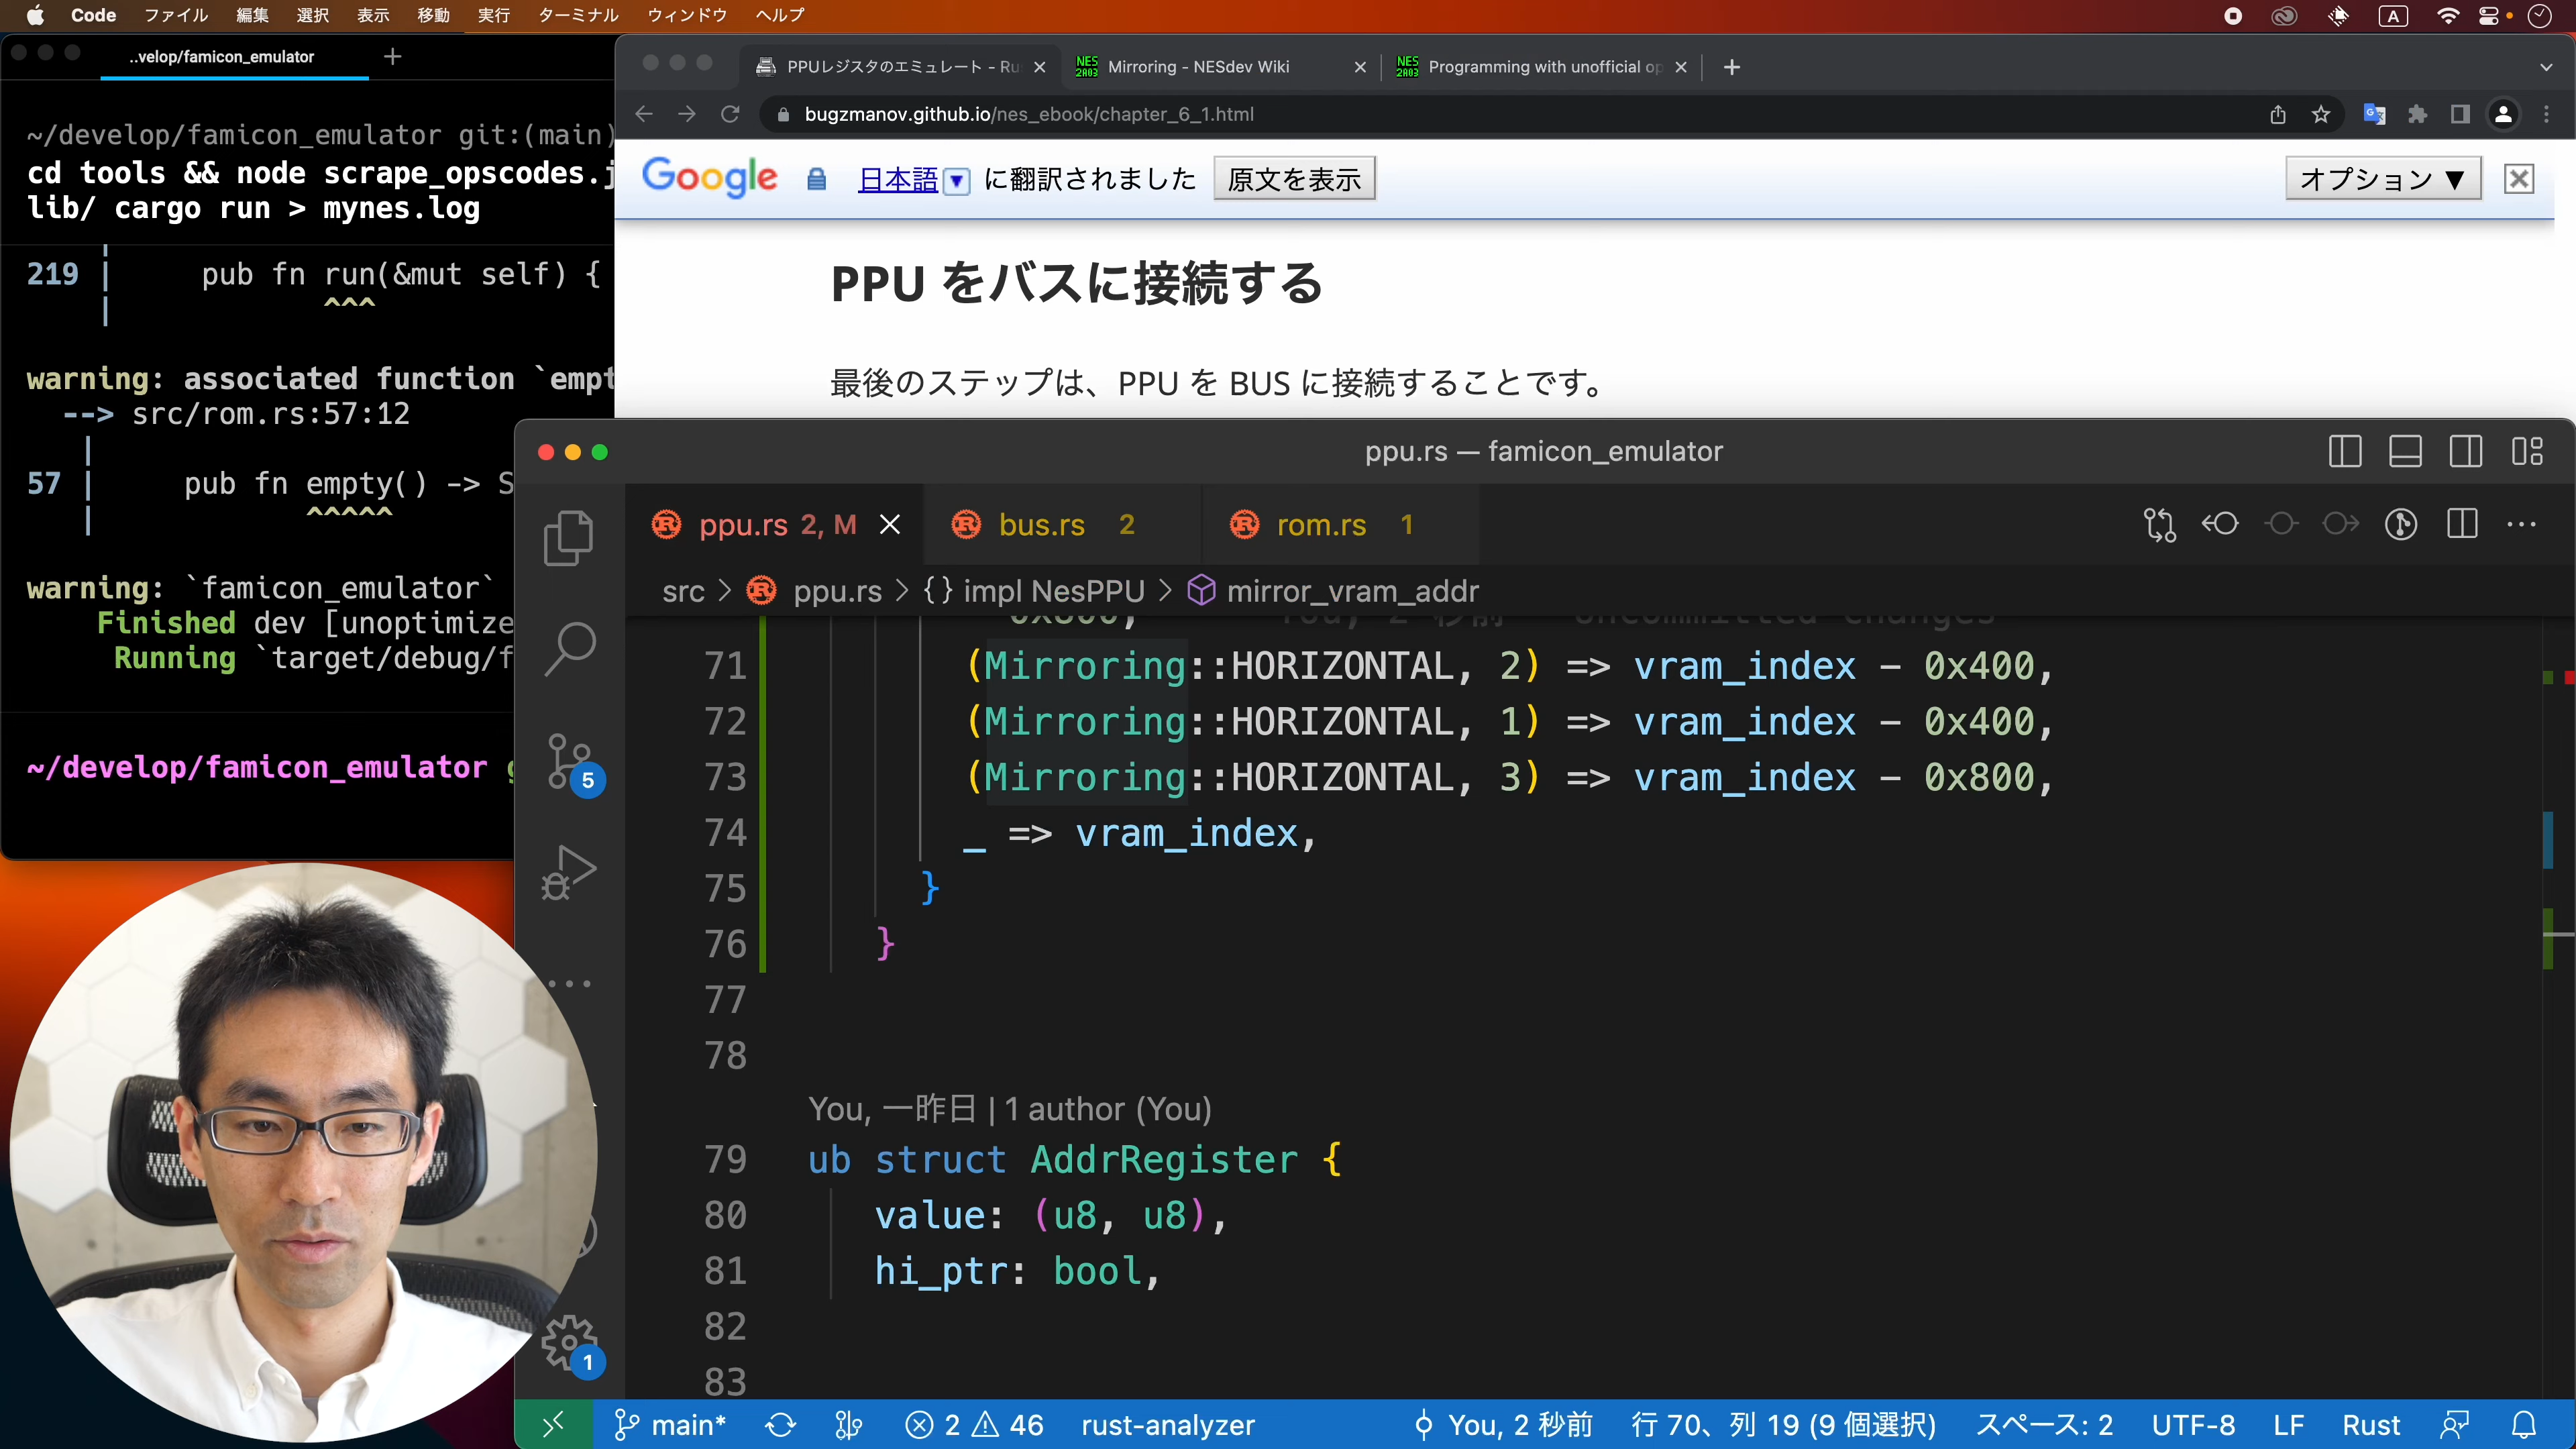 Code ファイル 編集 選択 表示 移動 実行 ターミナル ウィンドウ ヘルプ
A
..velop/famicon_emulator
~/develop/famicon_emulator git:(main)
cd tools && node scrape_opscodes.j
lib/ cargo run > mynes.log
219 | pub fn run(&mut self) {
^^^
warning: associated function `empt
--> src/rom.rs:57:12
57 | pub fn empty() -> S
^^^^^
warning: `famicon_emulator`
Finished dev [unoptimize
Running `target/debug/f
~/develop/famicon_emulator g
PPUレジスタのエミュレート - Ru
Mirroring - NESdev Wiki
Programming with unofficial op
bugzmanov.github.io/nes_ebook/chapter_6_1.html
Google 日本語 ▼ に翻訳されました 原文を表示 オプション ▼
PPU をバスに接続する
最後のステップは、PPU を BUS に接続することです。
ppu.rs — famicon_emulator
ppu.rs 2, M
bus.rs 2
rom.rs 1
src > ppu.rs > {} impl NesPPU > mirror_vram_addr
0x800, You, 2 秒前 Uncommitted changes
71 (Mirroring::HORIZONTAL, 2) => vram_index - 0x400,
72 (Mirroring::HORIZONTAL, 1) => vram_index - 0x400,
73 (Mirroring::HORIZONTAL, 3) => vram_index - 0x800,
74 _ => vram_index,
75 }
76 }
77
78
You, 一昨日 | 1 author (You)
79 ub struct AddrRegister {
80 value: (u8, u8),
81 hi_ptr: bool,
82
83
5
1
main* 2 46 rust-analyzer You, 2 秒前 行 70、列 19 (9 個選択) スペース: 2 UTF-8 LF Rust